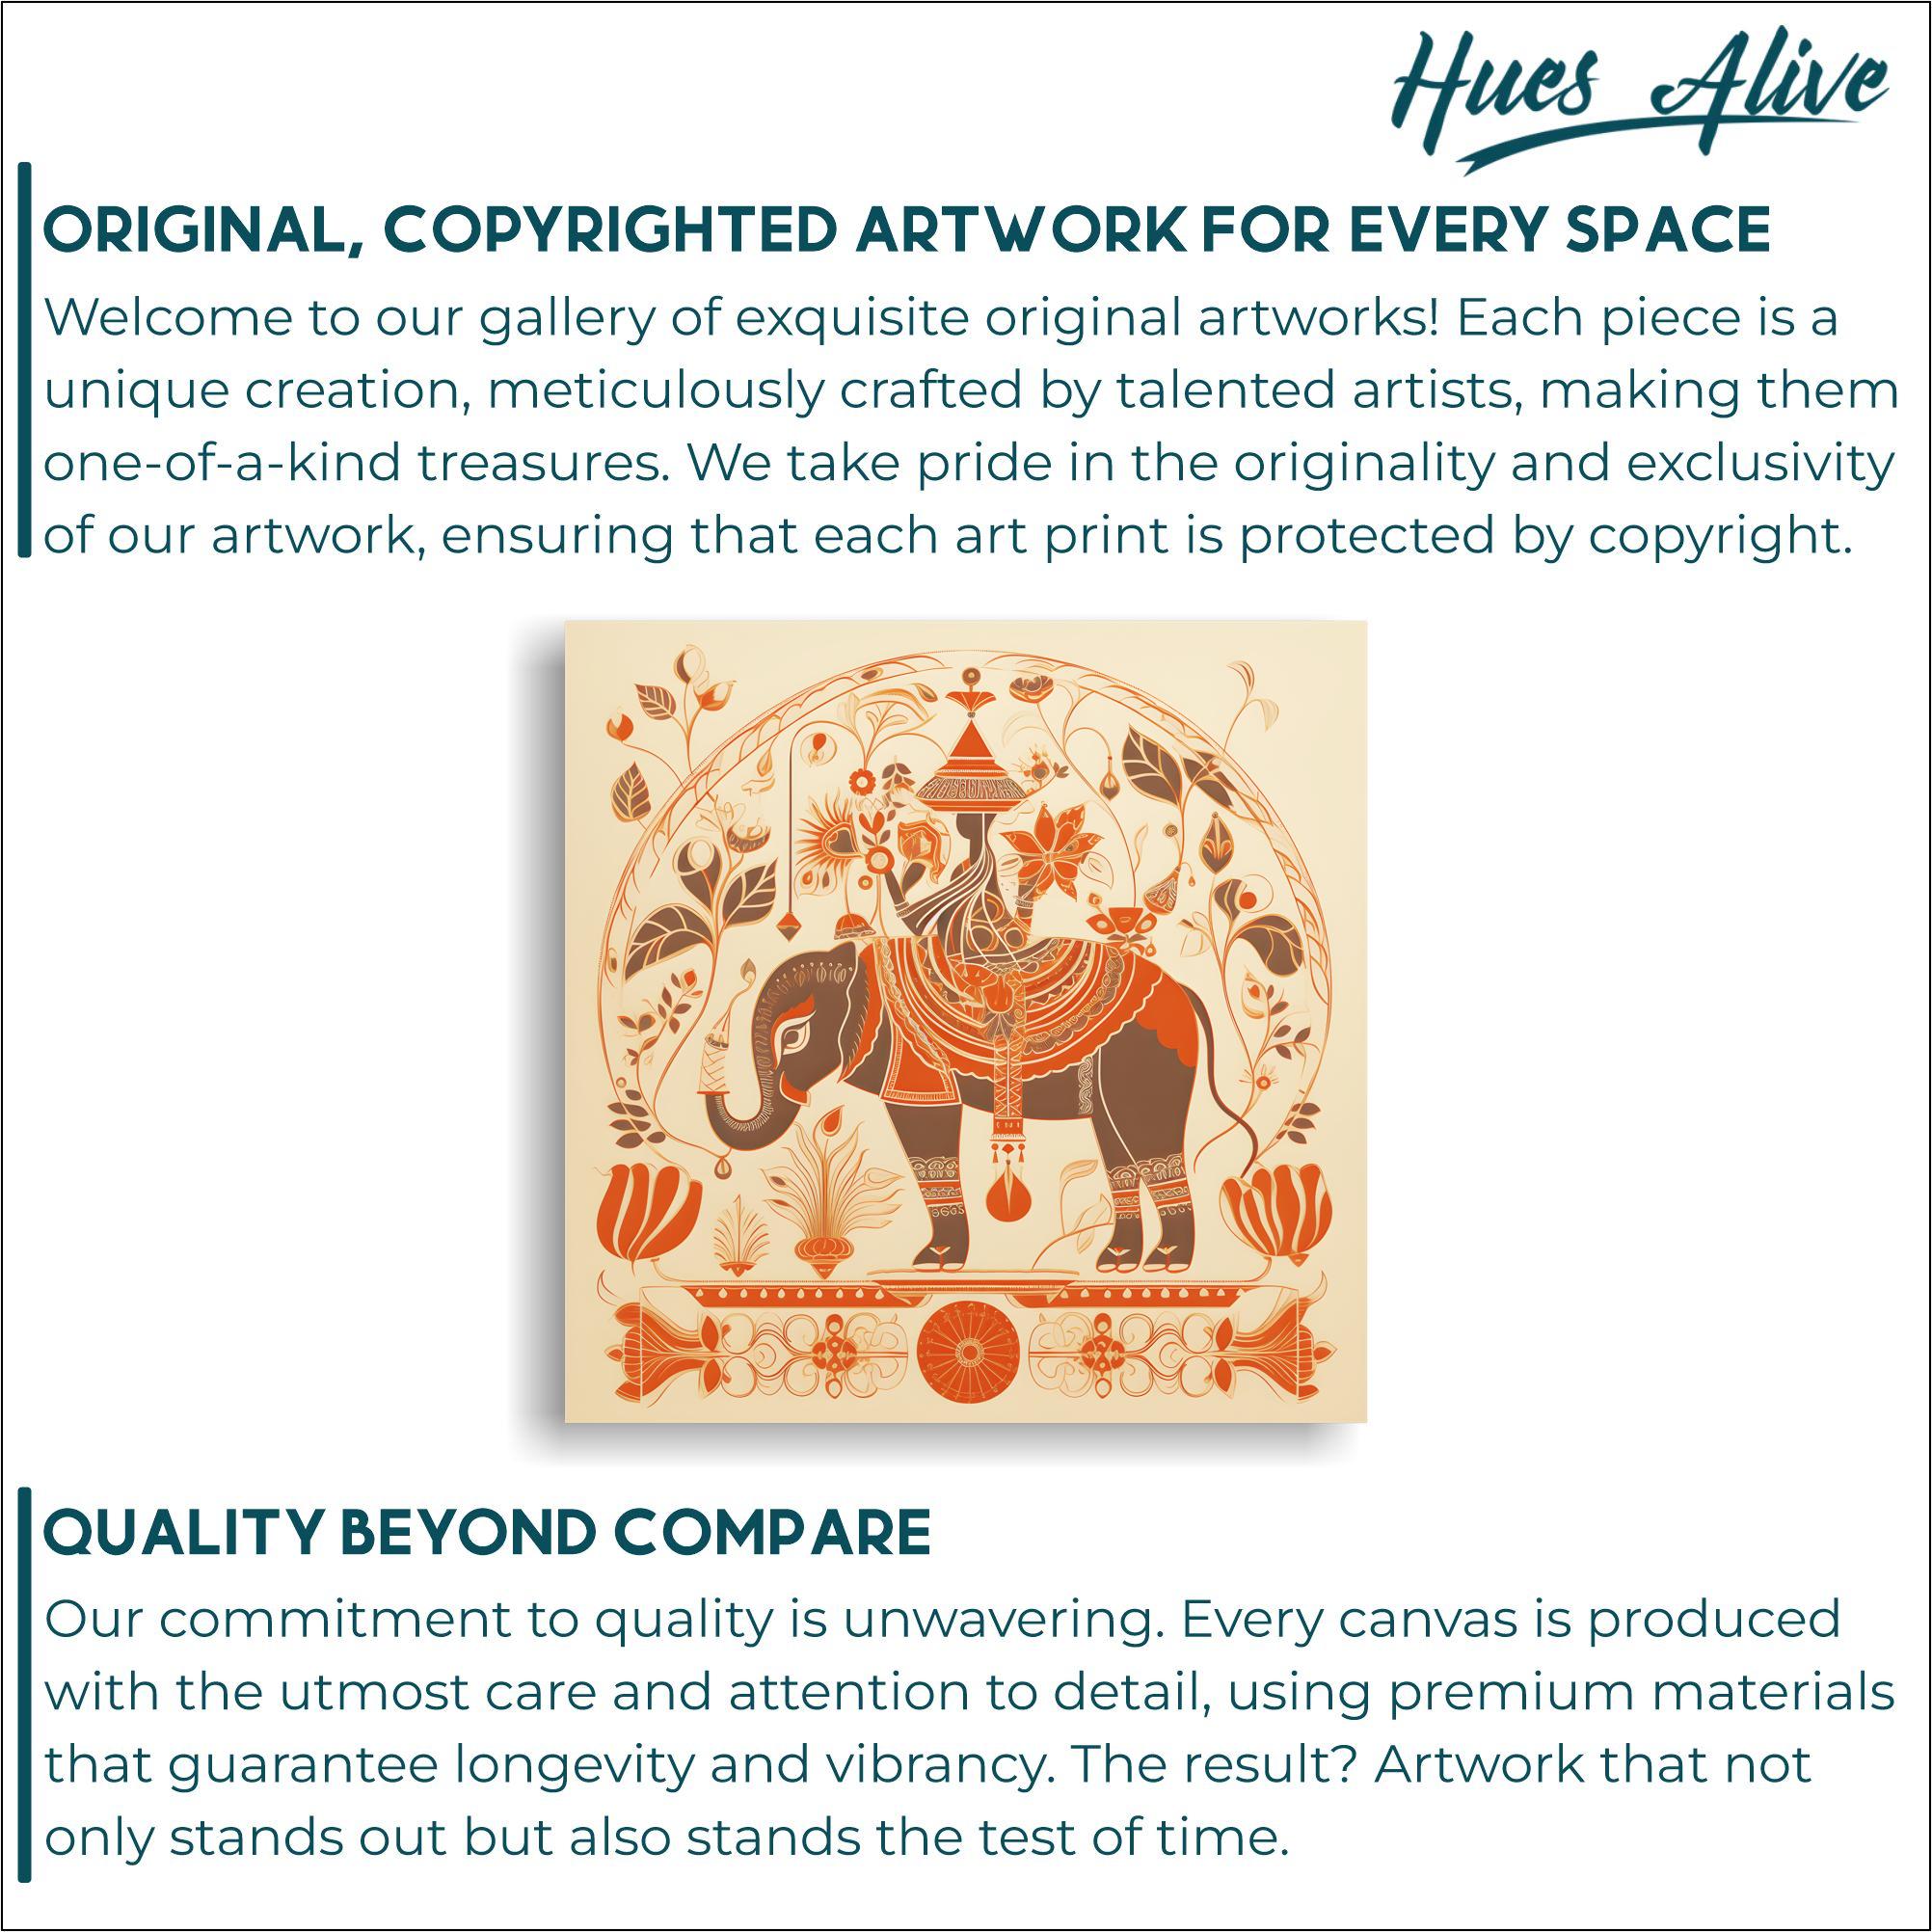 Hues Alive
ORIGINAL, COPYRIGHTED ARTWORK FOR EVERY SPACE
Welcome to our gallery of exquisite original artworks! Each piece is a
unique creation, meticulously crafted by talented artists, making them
one-of-a-kind treasures. We take pride in the originality and exclusivity
of our artwork, ensuring that each art print is protected by copyright.
QUALITY BEYOND COMPARE
Our commitment to quality is unwavering. Every canvas is produced
with the utmost care and attention to detail, using premium materials
that guarantee longevity and vibrancy. The result? Artwork that not
only stands out but also stands the test of time.